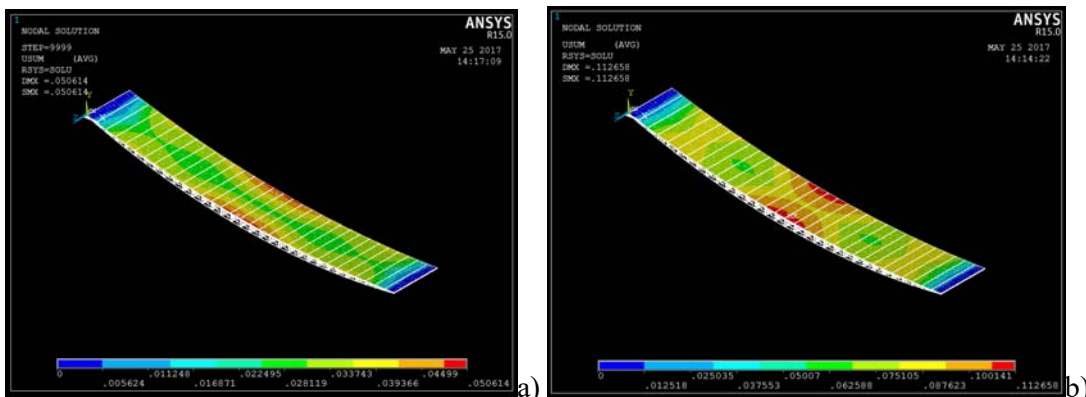 1
NODAL SOLUTION
STEP=9999
USUM (AVG)
RSYS=SOLU
DMX =.050614
SMX =.050614
ANSYS
R15.0
MAY 25 2017
14:17:09
Y
0
.005624
.011248
.016871
.022495
.028119
.033743
.039366
.04499
.050614
a)
1
NODAL SOLUTION
USUM (AVG)
RSYS=SOLU
DMX =.112658
SMX =.112658
ANSYS
R15.0
MAY 25 2017
14:14:22
Y
0
.012518
.025035
.037553
.05007
.062588
.075105
.087623
.100141
.112658
b)